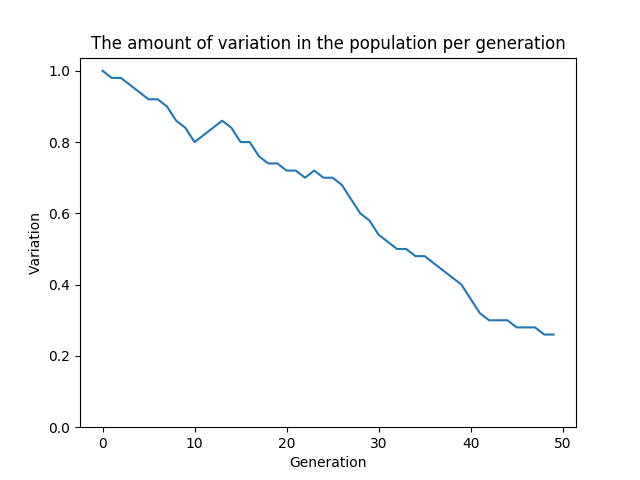 The amount of variation in the population per generation
1.0
0.8
0.6
0.4
0.2
0.0
Variation
0 10 20 30 40 50
Generation